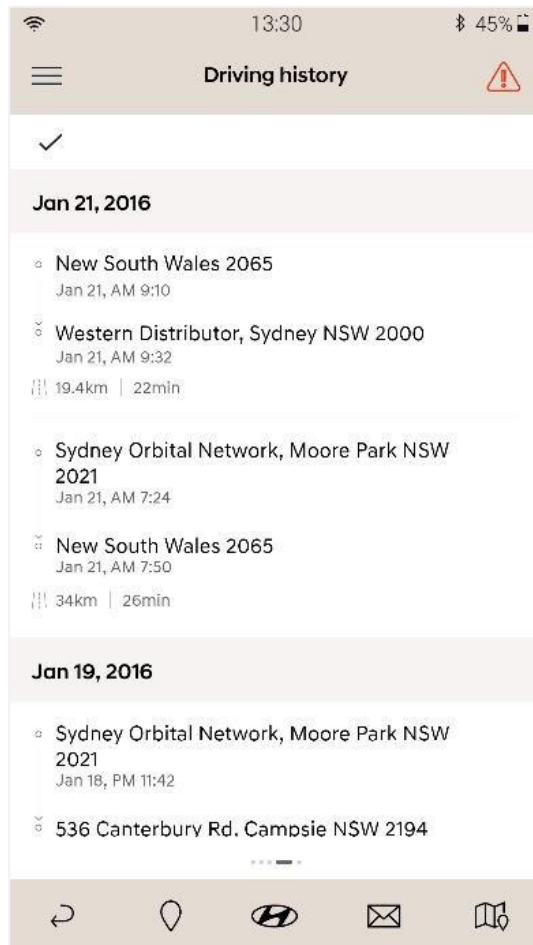 13:30
45%
Driving history
Jan 21, 2016
New South Wales 2065
Jan 21, AM 9:10
Western Distributor, Sydney NSW 2000
Jan 21, AM 9:32
19.4km | 22min
Sydney Orbital Network, Moore Park NSW
2021
Jan 21, AM 7:24
New South Wales 2065
Jan 21, AM 7:50
34km | 26min
Jan 19, 2016
Sydney Orbital Network, Moore Park NSW
2021
Jan 18, PM 11:42
536 Canterbury Rd, Campsie NSW 2194